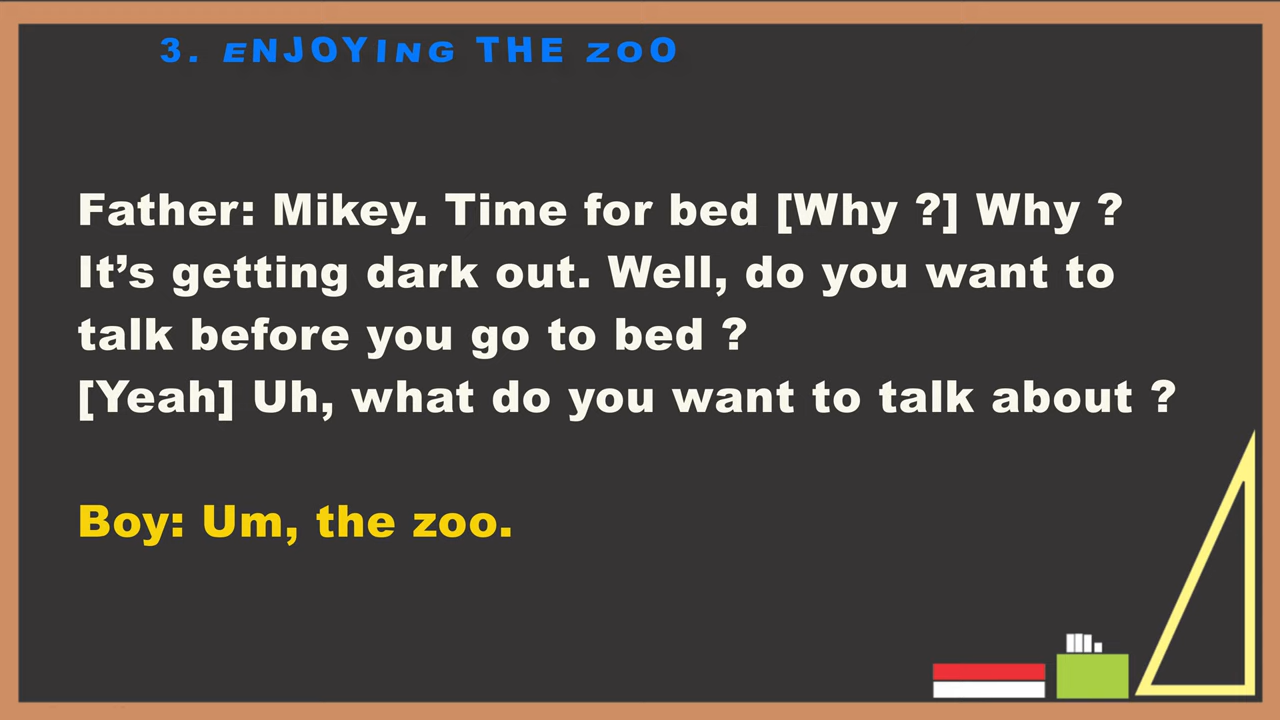 3. ENJOYING THE ZOO
Father: Mikey. Time for bed [Why ?] Why ?
It’s getting dark out. Well, do you want to
talk before you go to bed ?
[Yeah] Uh, what do you want to talk about ?
Boy: Um, the zoo.